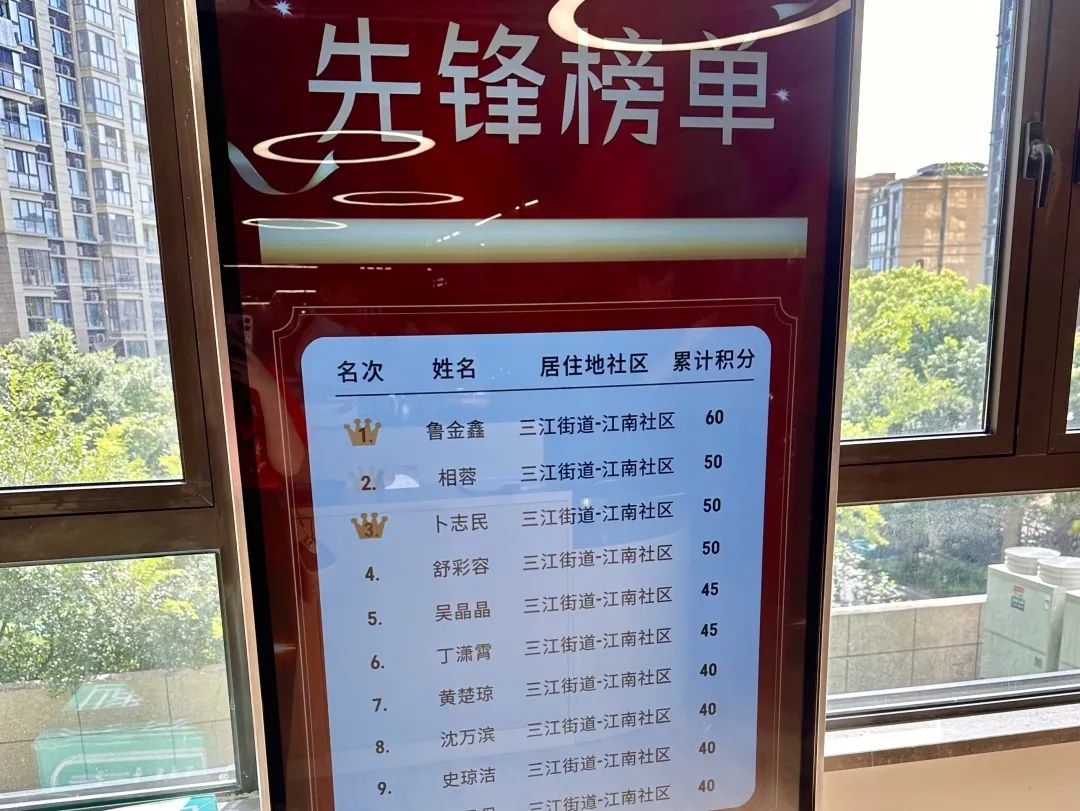 先锋榜单
名次 姓名 居住地社区 累计积分
1. 鲁金鑫 三江街道-江南社区 60
2. 相蓉 三江街道-江南社区 50
3. 卜志民 三江街道-江南社区 50
4. 舒彩容 三江街道-江南社区 50
5. 吴晶晶 三江街道-江南社区 45
6. 丁潇霄 三江街道-江南社区 45
7. 黄楚琼 三江街道-江南社区 40
8. 沈万滨 三江街道-江南社区 40
9. 史琼洁 三江街道-江南社区 40
三江街道-江南社区 40